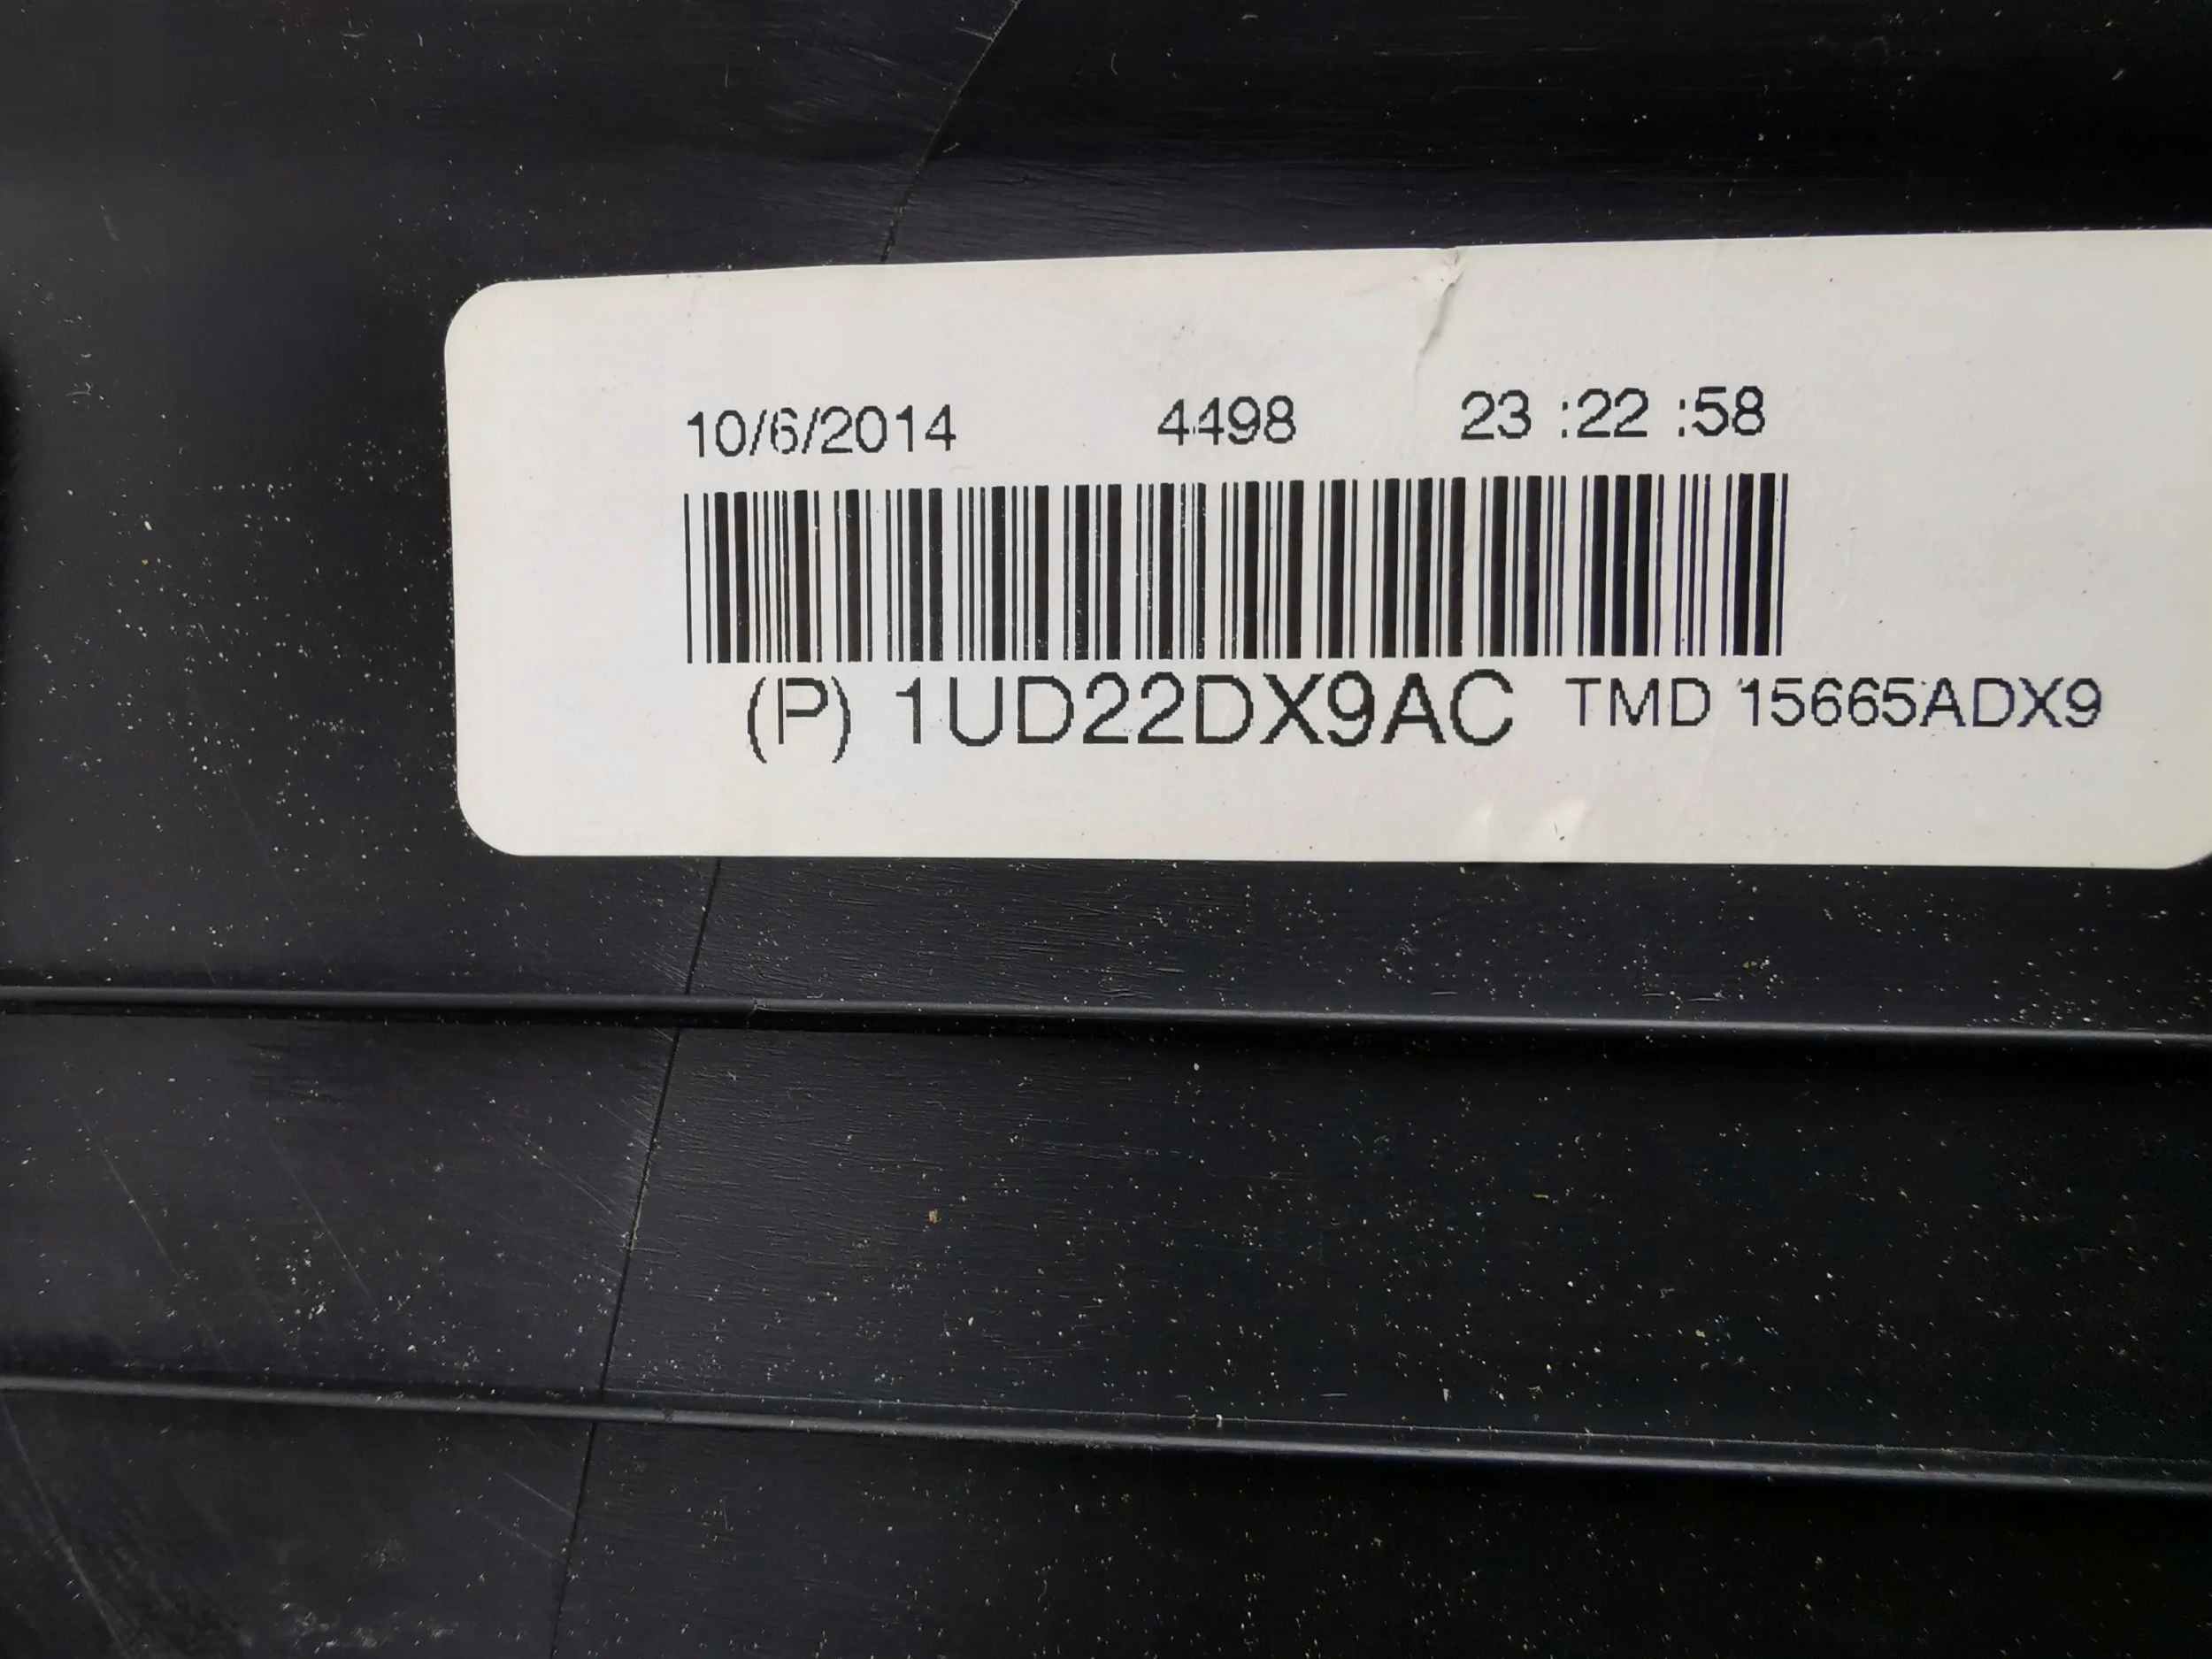 10/6/2014 4498 23 :22 :58
(P) 1UD22DX9AC TMD 15665ADX9